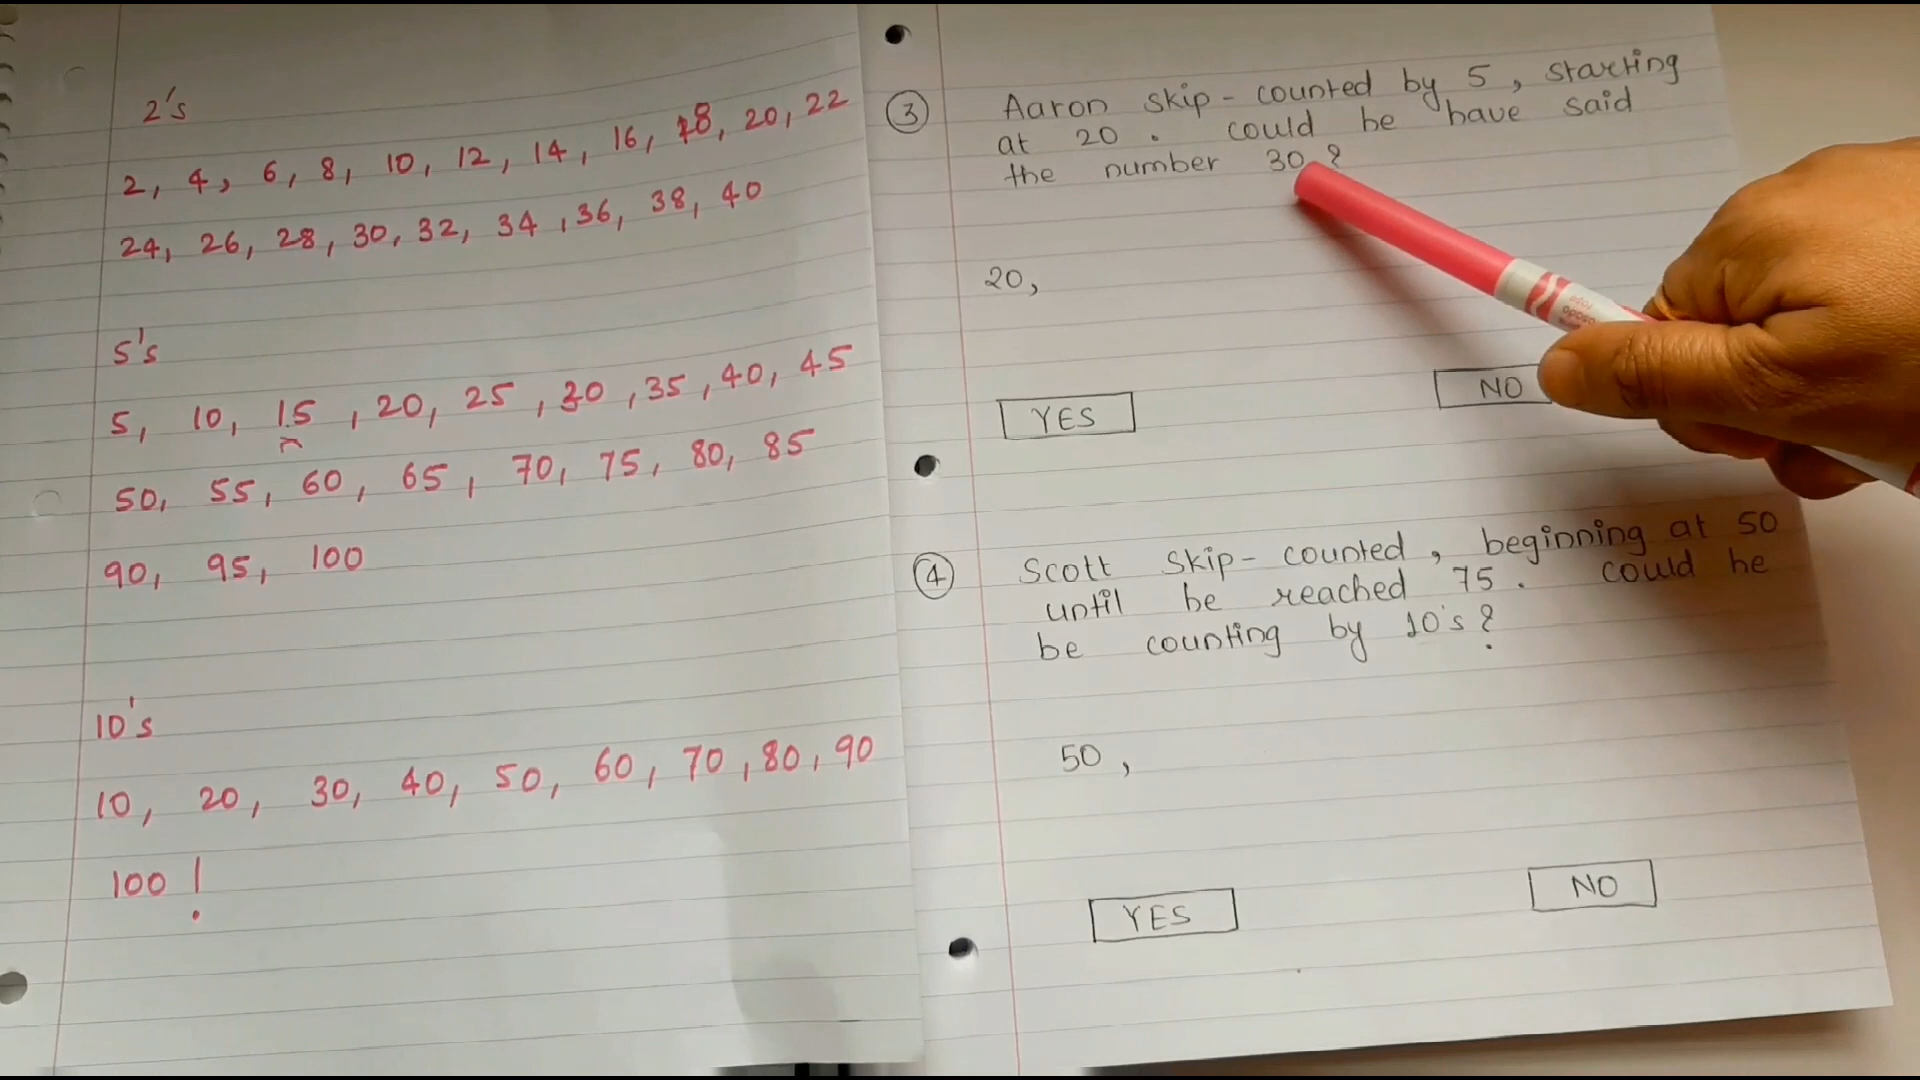 2's
2, 4, 6, 8, 10, 12, 14, 16, 18, 20, 22
24, 26, 28, 30, 32, 34, 36, 38, 40
5's
5, 10, 15, 20, 25, 30, 35, 40, 45
50, 55, 60, 65, 70, 75, 80, 85
90, 95, 100
10's
10, 20, 30, 40, 50, 60, 70, 80, 90
100!
3 Aaron skip-counted by 5, starting
at 20. could he have said
the number 30?
20,
YES NO
4 Scott skip-counted, beginning at 50
until he reached 75. could he
be counting by 10's?
50,
YES NO